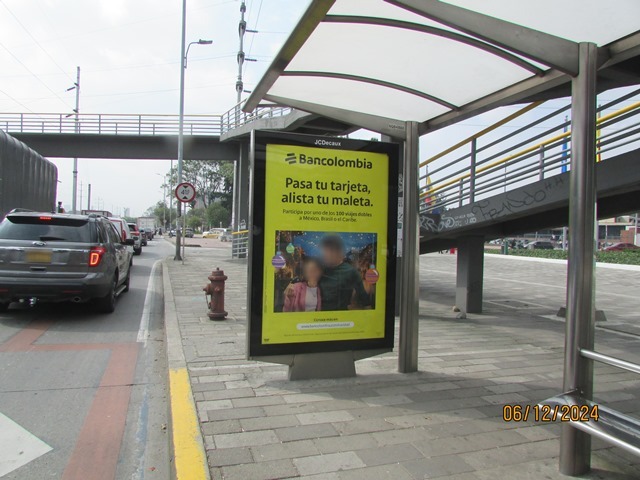 JCDecaux
Bancolombia
Pasa tu tarjeta,
alista tu maleta.
Participa por uno de los 100 viajes dobles
a México, Brasil o el Caribe.
06/12/2024